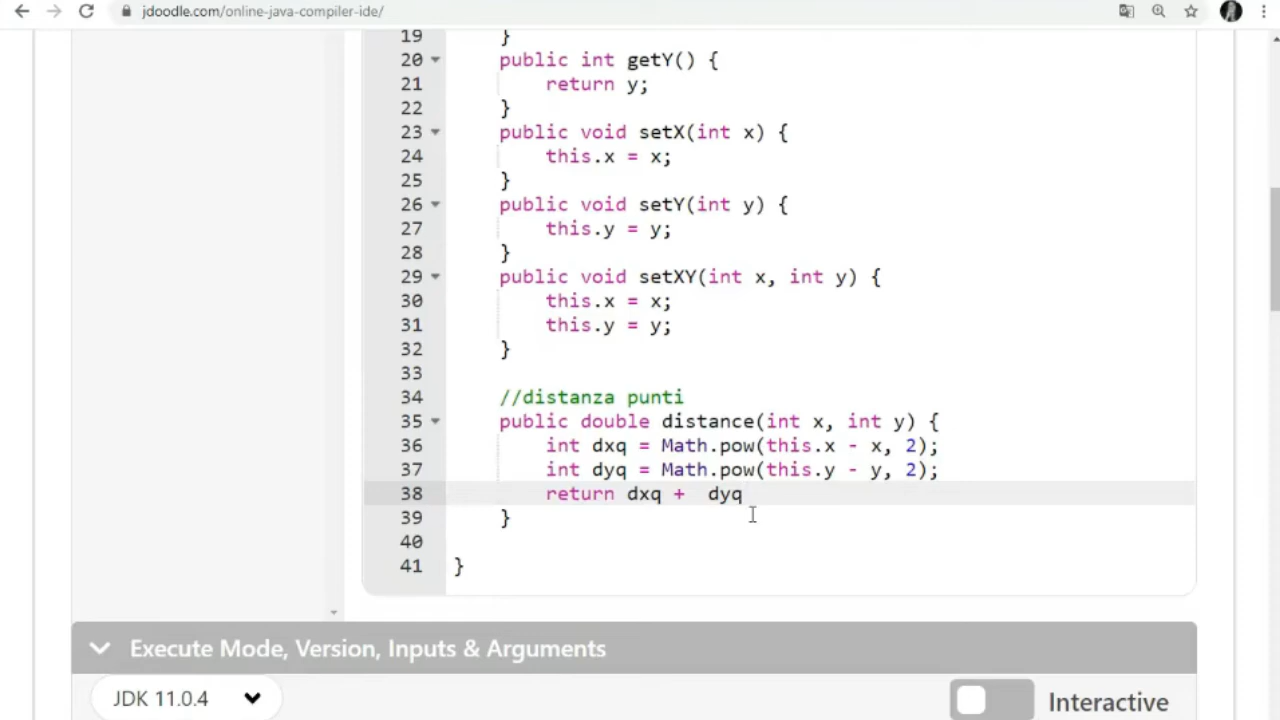 jdoodle.com/online-java-compiler-ide/
19 }
20 public int getY() {
21 return y;
22 }
23 public void setX(int x) {
24 this.x = x;
25 }
26 public void setY(int y) {
27 this.y = y;
28 }
29 public void setXY(int x, int y) {
30 this.x = x;
31 this.y = y;
32 }
33
34 //distanza punti
35 public double distance(int x, int y) {
36 int dxq = Math.pow(this.x - x, 2);
37 int dyq = Math.pow(this.y - y, 2);
38 return dxq +  dyq
39 }
40
41 }
Execute Mode, Version, Inputs & Arguments
JDK 11.0.4
Interactive